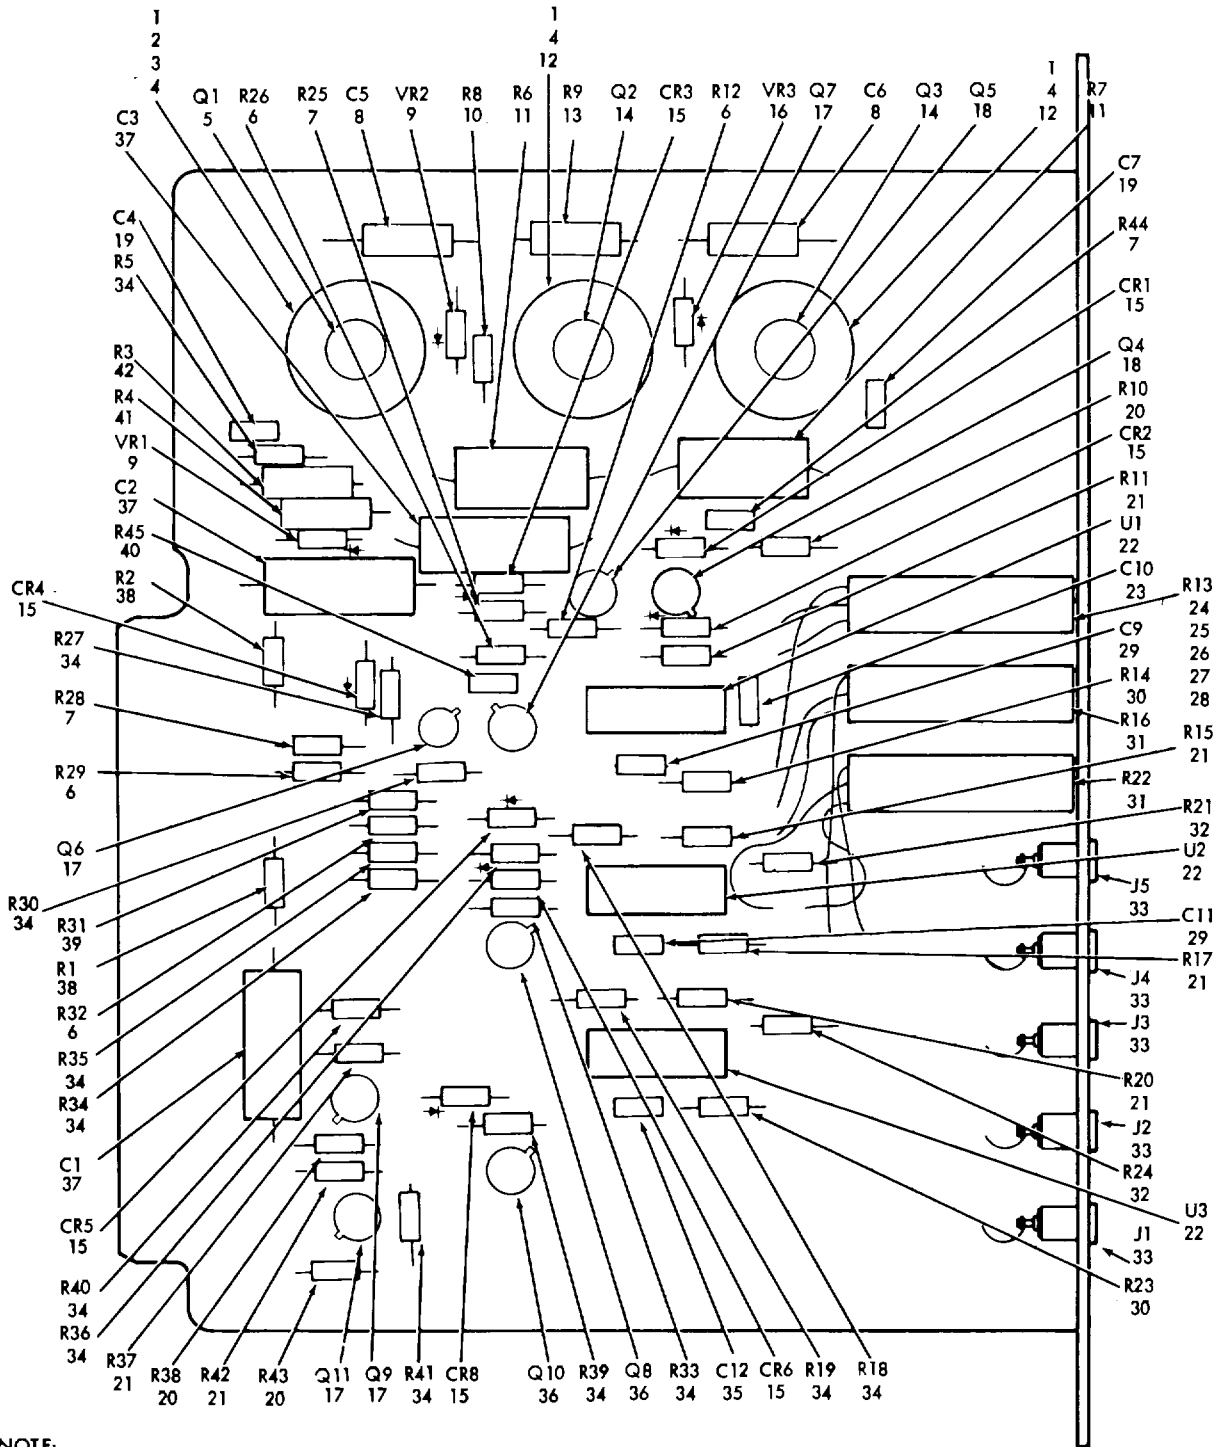 1
2
3
4
1
4
12
1
4
12
C3
37
Q1
5
R26
6
R25
7
C5
8
VR2
9
R8
10
R6
11
R9
13
Q2
14
CR3
15
R12
6
VR3
16
Q7
17
C6
8
Q3
14
Q5
18
R7
11
C7
19
R44
7
CR1
15
Q4
18
R10
20
CR2
15
R11
21
U1
22
C10
23
C9
29
R14
30
R13
24
25
26
27
28
R16
31
R15
21
R22
31
R21
32
U2
22
J5
33
C11
29
R17
21
J4
33
J3
33
R20
21
J2
33
R24
32
U3
22
J1
33
R23
30
C4
19
R5
34
R3
42
R4
41
VR1
9
C2
37
R45
40
R2
38
CR4
15
R27
34
R28
7
R29
6
Q6
17
R30
34
R31
39
R1
38
R32
6
R35
34
R34
34
C1
37
CR5
15
R40
34
R36
34
R37
21
R38
20
R42
21
R43
20
Q11
17
Q9
17
R41
34
CR8
15
Q10
36
R39
34
Q8
36
R33
34
C12
35
CR6
15
R19
34
R18
34
NOTE: